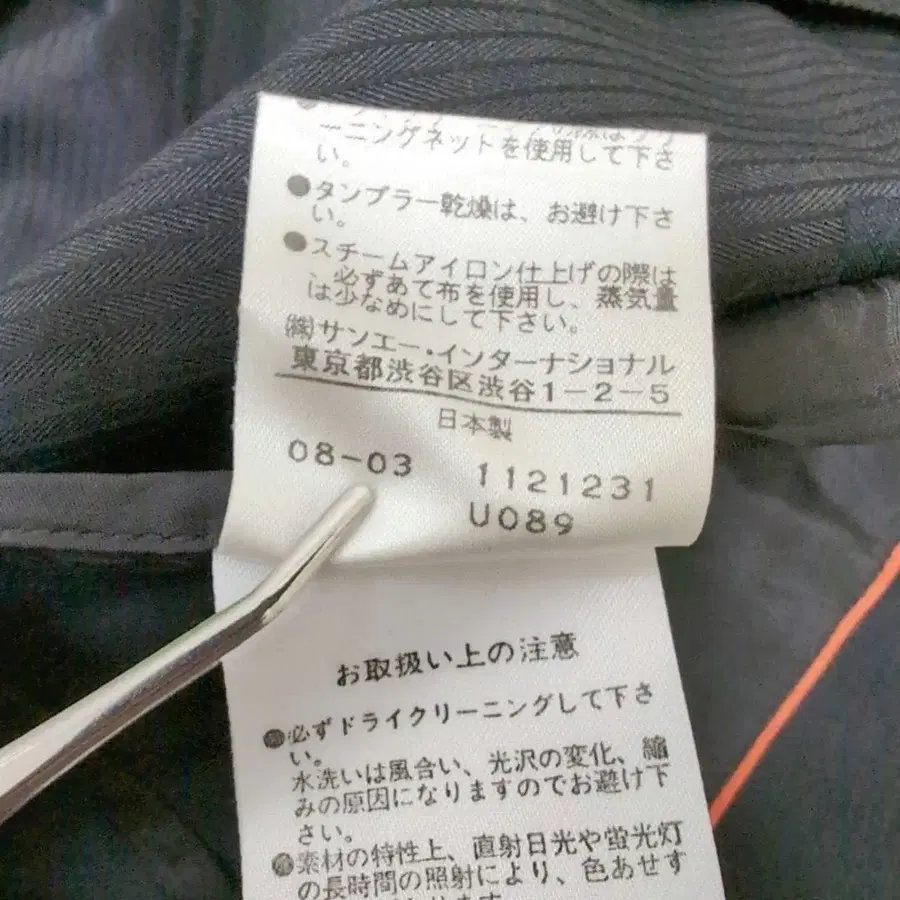 ーニングネットを使用して下さ
い。
●タンブラー乾燥は、お避け下さ
い。
●スチームアイロン仕上げの際は
、必ずあて布を使用し、蒸気量
は少なめにして下さい。
㈱サンエー・インターナショナル
東京都渋谷区渋谷1-2-5
日本製
08-03 1121231
U089
お取扱い上の注意
●必ずドライクリーニングして下さ
い。
水洗いは風合い、光沢の変化、縮
みの原因になりますのでお避け下
さい。
●素材の特性上、直射日光や蛍光灯
の長時間の照射により、色あせす